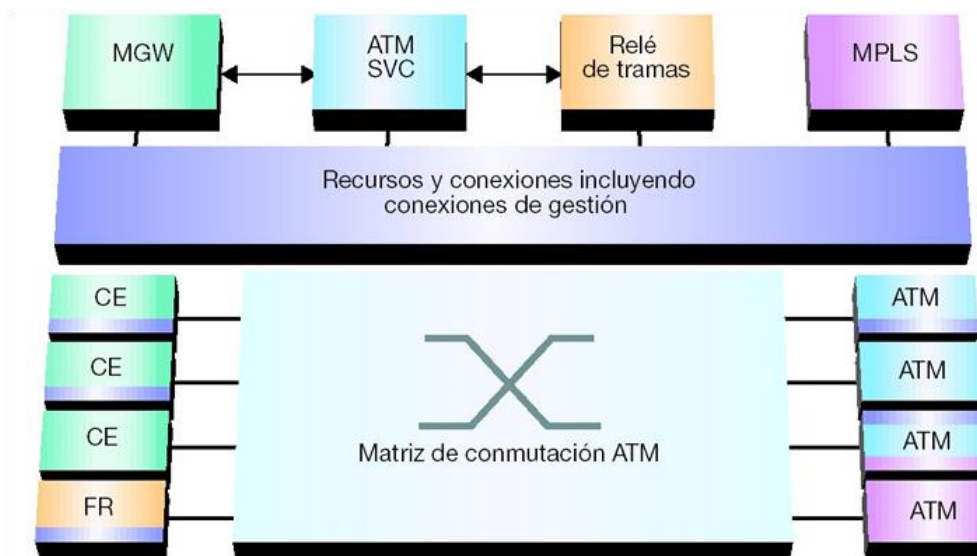 MGW
ATM
SVC
Relé
de tramas
MPLS
Recursos y conexiones incluyendo
conexiones de gestión
CE
ATM
CE
ATM
CE
ATM
FR
ATM
Matriz de conmutación ATM